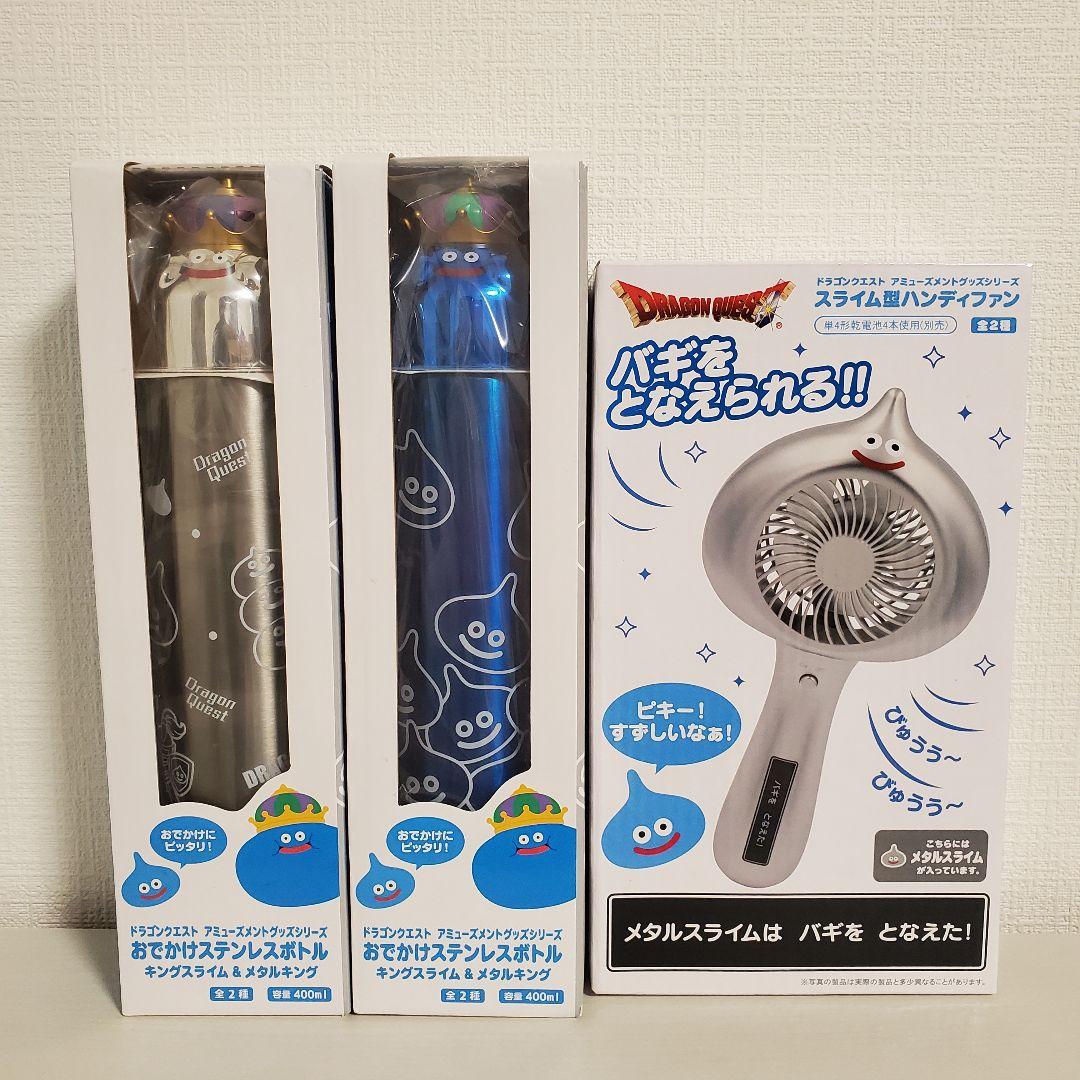 Dragon
Quest
Dragon
Quest
おでかけに
ピッタリ！
ドラゴンクエスト アミューズメントグッズシリーズ
おでかけステンレスボトル
キングスライム & メタルキング
全2種
容量 400ml
おでかけに
ピッタリ！
ドラゴンクエスト アミューズメントグッズシリーズ
おでかけステンレスボトル
キングスライム & メタルキング
全2種
容量 400ml
DRAGON QUEST ®
ドラゴンクエスト アミューズメントグッズシリーズ
スライム型ハンディファン
単4形乾電池4本使用(別売)
全2種
バギを
となえられる!!
ピキー！
すずしいなぁ！
びゅうう～
びゅうう～
バギを となえた！
こちらには
メタルスライム
が入っています。
メタルスライムは バギを となえた！
※写真の製品は実際の製品と多少異なることがあります。